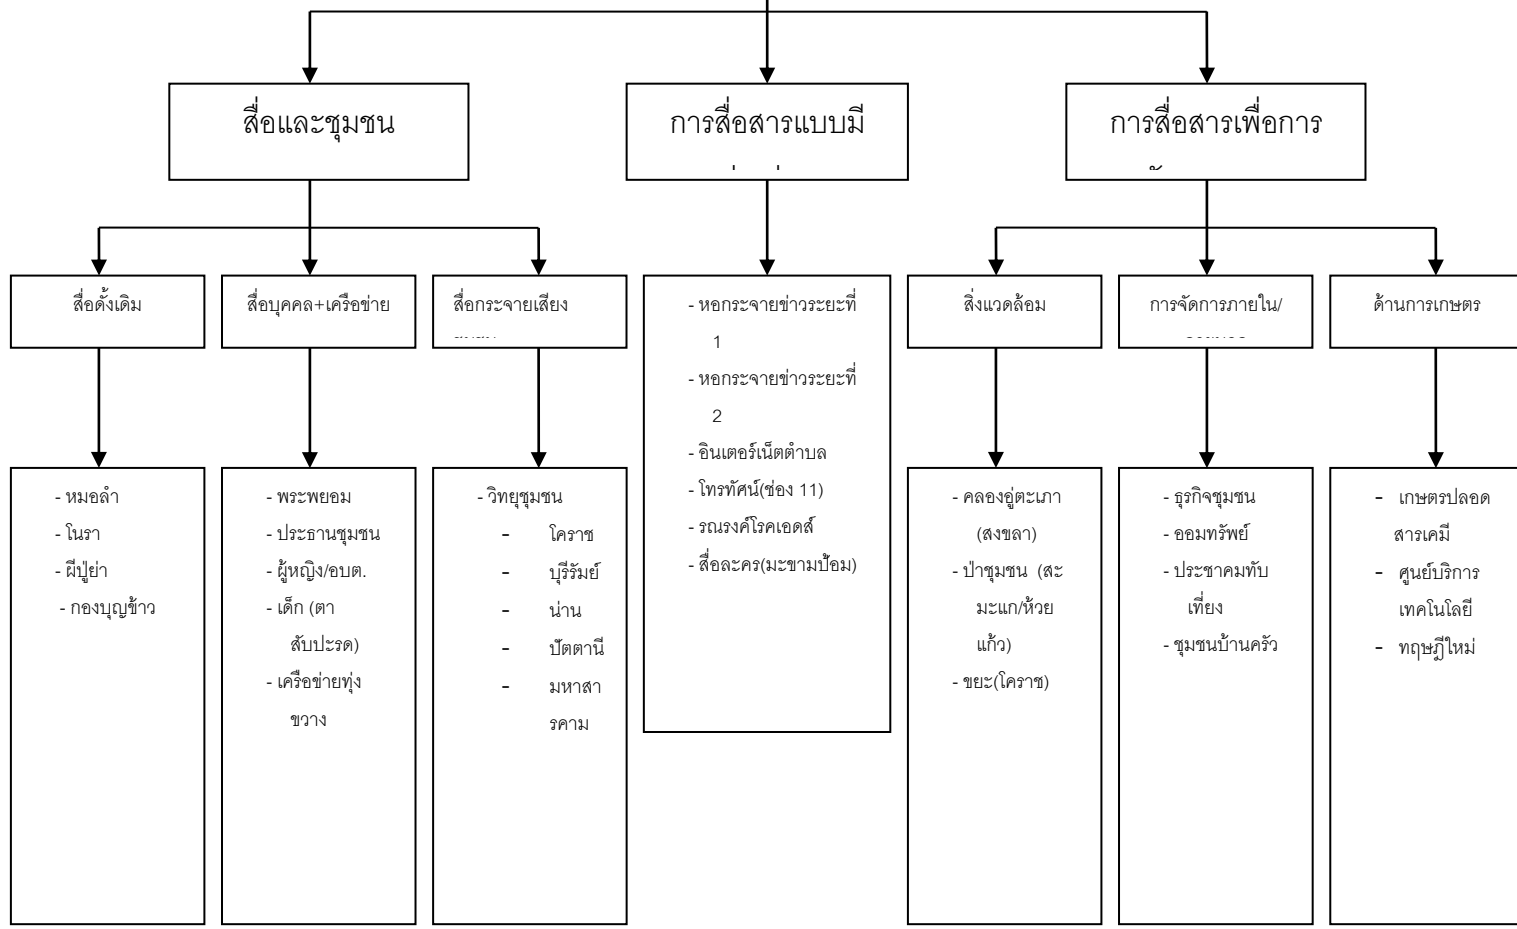 สื่อและชุมชน
การสื่อสารแบบมี
การสื่อสารเพื่อการ
สื่อดั้งเดิม
สื่อบุคคล+เครือข่าย
สื่อกระจายเสียง
สิ่งแวดล้อม
การจัดการภายใน/
ด้านการเกษตร
- หมอลำ
- โนรา
- ผีปู่ย่า
- กองบุญข้าว
- พระพยอม
- ประธานชุมชน
- ผู้หญิง/อบต.
- เด็ก (ตา
สับปะรด)
- เครือข่ายทุ่ง
ขวาง
- วิทยุชุมชน
- โคราช
- บุรีรัมย์
- น่าน
- ปัตตานี
- มหาสา
รคาม
- หอกระจายข่าวระยะที่
1
- หอกระจายข่าวระยะที่
2
- อินเตอร์เน็ตตำบล
- โทรทัศน์(ช่อง 11)
- รณรงค์โรคเอดส์
- สื่อละคร(มะขามป้อม)
- คลองอู่ตะเภา
(สงขลา)
- ป่าชุมชน (สะ
มะแก/ห้วย
แก้ว)
- ขยะ(โคราช)
- ธุรกิจชุมชน
- ออมทรัพย์
- ประชาคมทับ
เที่ยง
- ชุมชนบ้านครัว
- เกษตรปลอด
สารเคมี
- ศูนย์บริการ
เทคโนโลยี
- ทฤษฎีใหม่